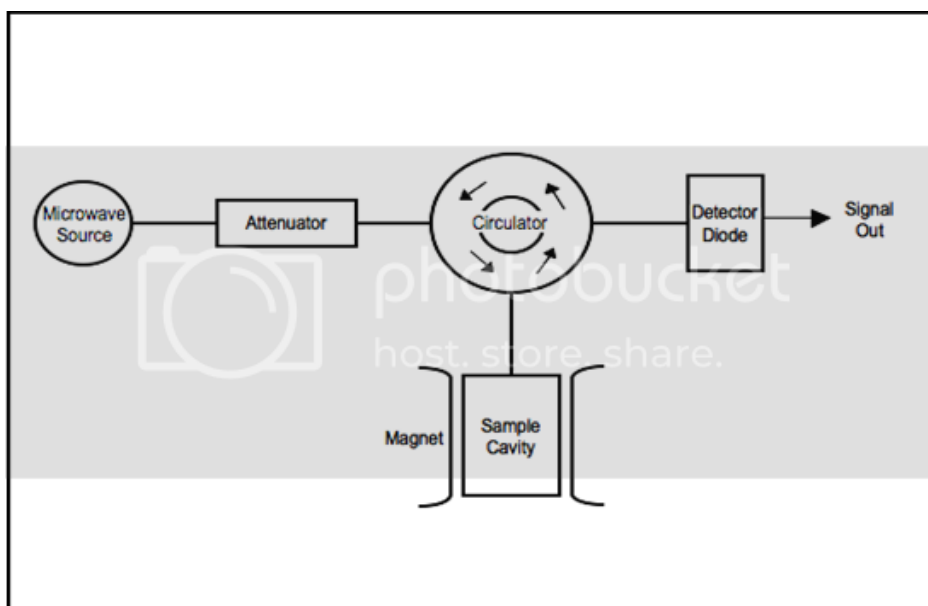 Microwave
Source
Attenuator
Circulator
Detector
Diode
Signal
Out
photobucket
host. store. share.
Magnet
Sample
Cavity